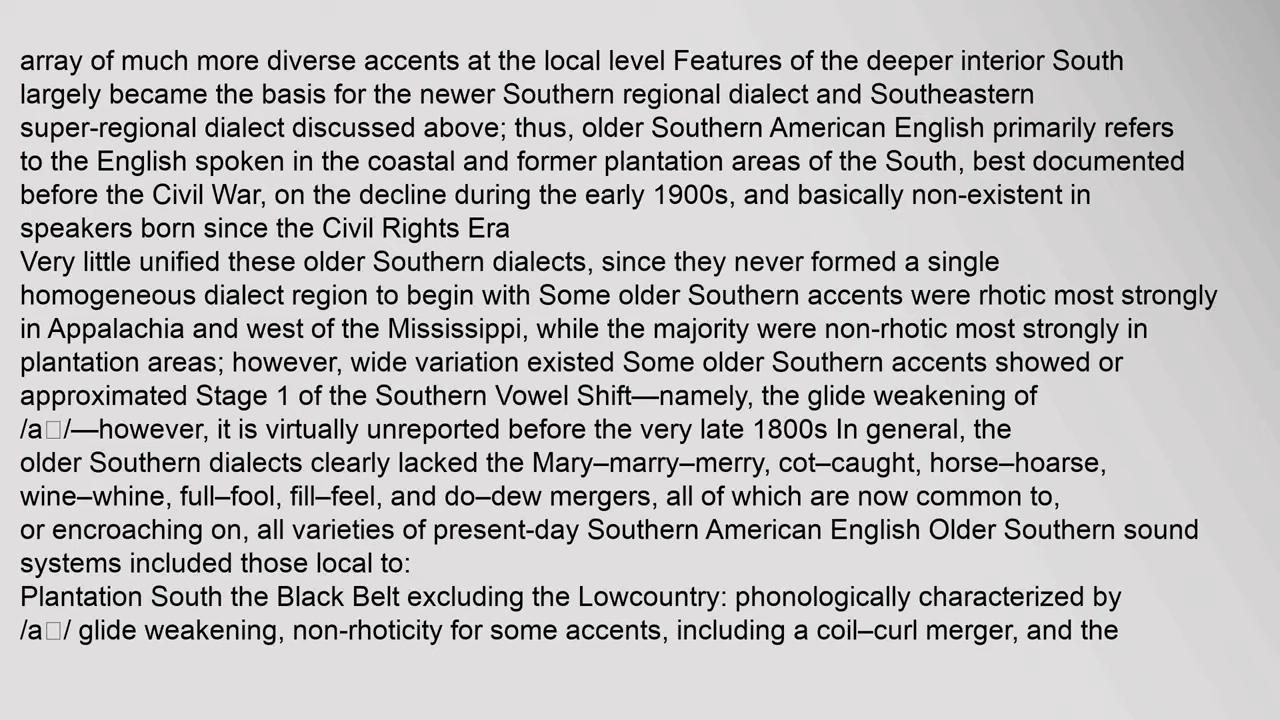 array of much more diverse accents at the local level Features of the deeper interior South
largely became the basis for the newer Southern regional dialect and Southeastern
super-regional dialect discussed above; thus, older Southern American English primarily refers
to the English spoken in the coastal and former plantation areas of the South, best documented
before the Civil War, on the decline during the early 1900s, and basically non-existent in
speakers born since the Civil Rights Era
Very little unified these older Southern dialects, since they never formed a single
homogeneous dialect region to begin with Some older Southern accents were rhotic most strongly
in Appalachia and west of the Mississippi, while the majority were non-rhotic most strongly in
plantation areas; however, wide variation existed Some older Southern accents showed or
approximated Stage 1 of the Southern Vowel Shift—namely, the glide weakening of
/a□/—however, it is virtually unreported before the very late 1800s In general, the
older Southern dialects clearly lacked the Mary–marry–merry, cot–caught, horse–hoarse,
wine–whine, full–fool, fill–feel, and do–dew mergers, all of which are now common to,
or encroaching on, all varieties of present-day Southern American English Older Southern sound
systems included those local to:
Plantation South the Black Belt excluding the Lowcountry: phonologically characterized by
/a□/ glide weakening, non-rhoticity for some accents, including a coil–curl merger, and the